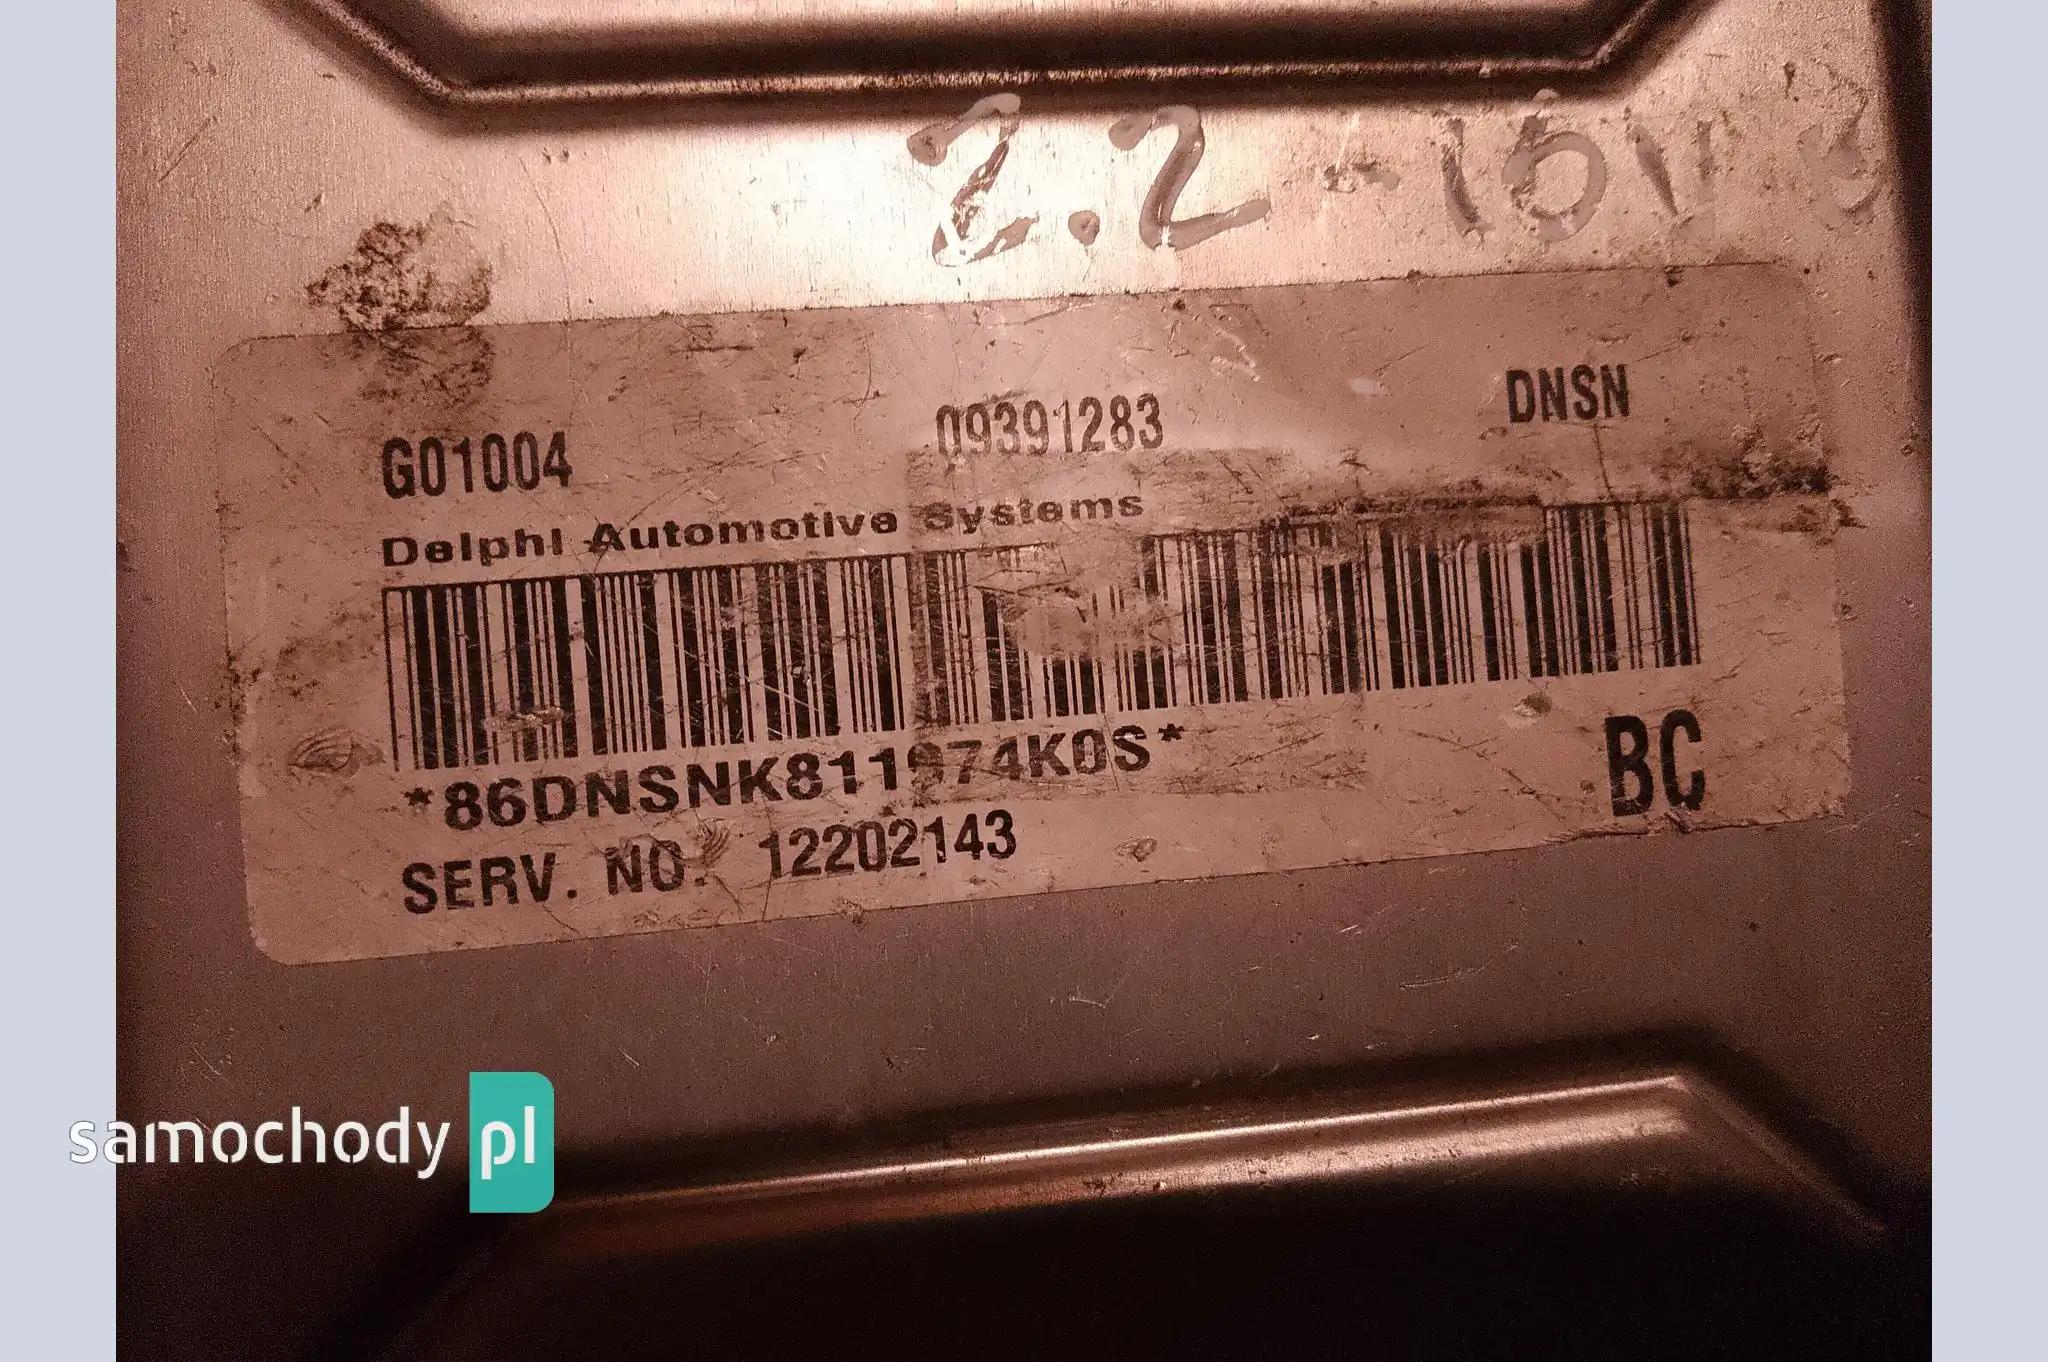 2.2 -16V
G01004 09391283 DNSN
Delphi Automotive Systems
*86DNSNK811974K0S*
BC
SERV. NO. 12202143
samochody pl